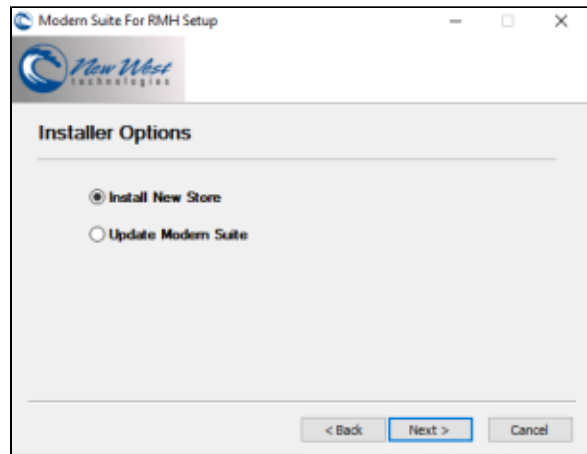 Modern Suite For RMH Setup
New West
technologies
Installer Options
Install New Store
Update Modern Suite
< Back
Next >
Cancel